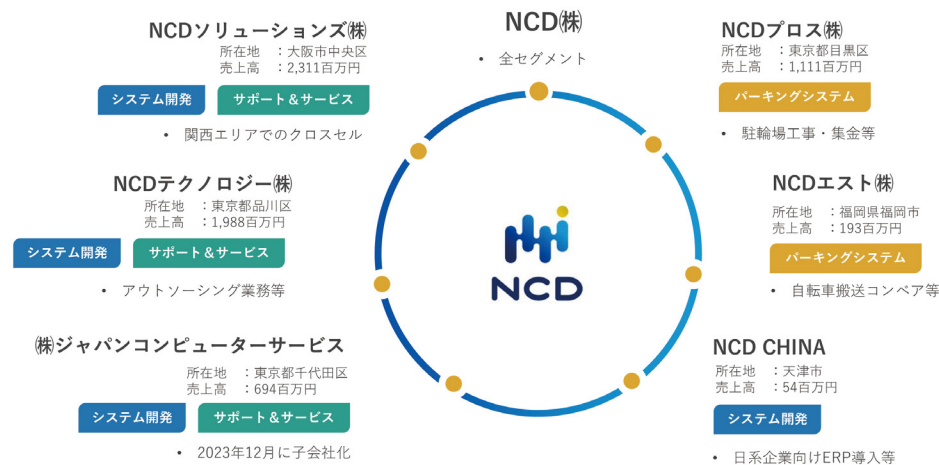 NCD㈱
• 全セグメント
NCDソリューションズ㈱
所在地　：大阪市中央区
売上高　：2,311百万円
システム開発
サポート＆サービス
• 関西エリアでのクロスセル
NCDテクノロジー㈱
所在地　：東京都品川区
売上高　：1,988百万円
システム開発
サポート＆サービス
• アウトソーシング業務等
㈱ジャパンコンピューターサービス
所在地　：東京都千代田区
売上高　：694百万円
システム開発
サポート＆サービス
• 2023年12月に子会社化
NCD
NCDプロス㈱
所在地　：東京都目黒区
売上高　：1,111百万円
パーキングシステム
• 駐輪場工事・集金等
NCDエスト㈱
所在地　：福岡県福岡市
売上高　：193百万円
パーキングシステム
• 自転車搬送コンベア等
NCD CHINA
所在地　：天津市
売上高　：54百万円
システム開発
• 日系企業向けERP導入等